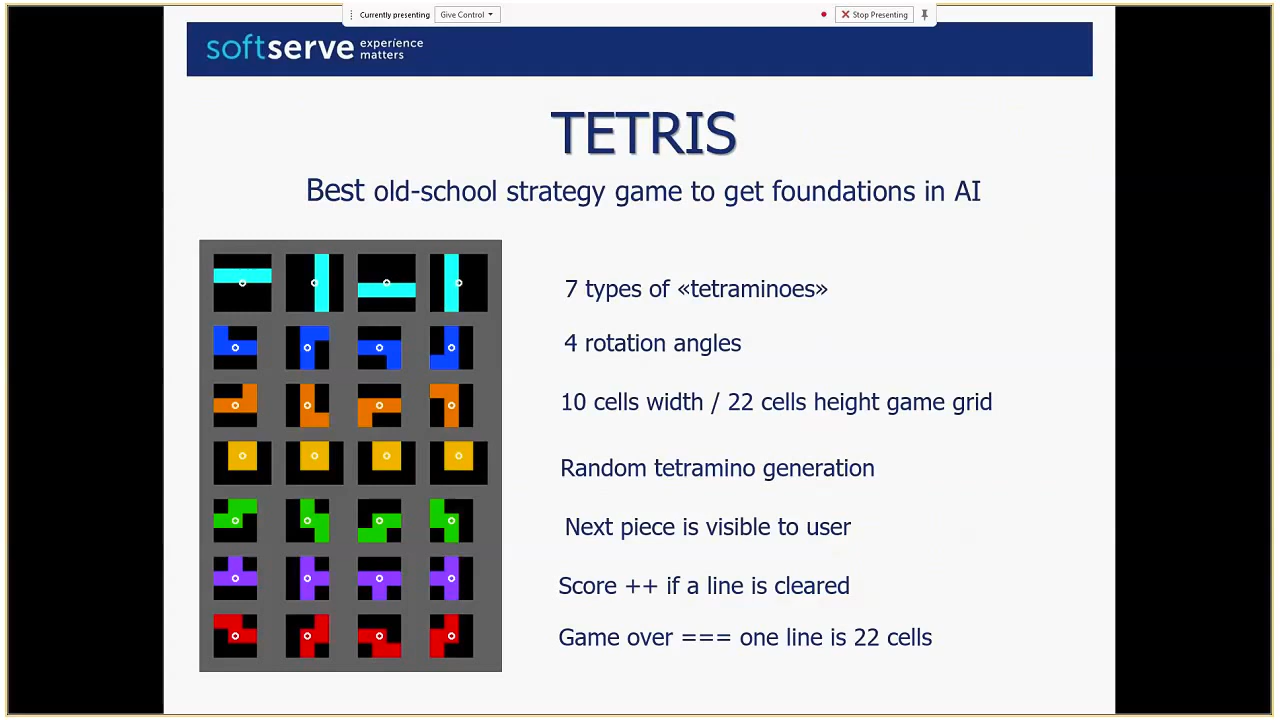 Currently presenting Give Control Stop Presenting
softserve experience matters
TETRIS
Best old-school strategy game to get foundations in AI
7 types of «tetraminoes»
4 rotation angles
10 cells width / 22 cells height game grid
Random tetramino generation
Next piece is visible to user
Score ++ if a line is cleared
Game over === one line is 22 cells